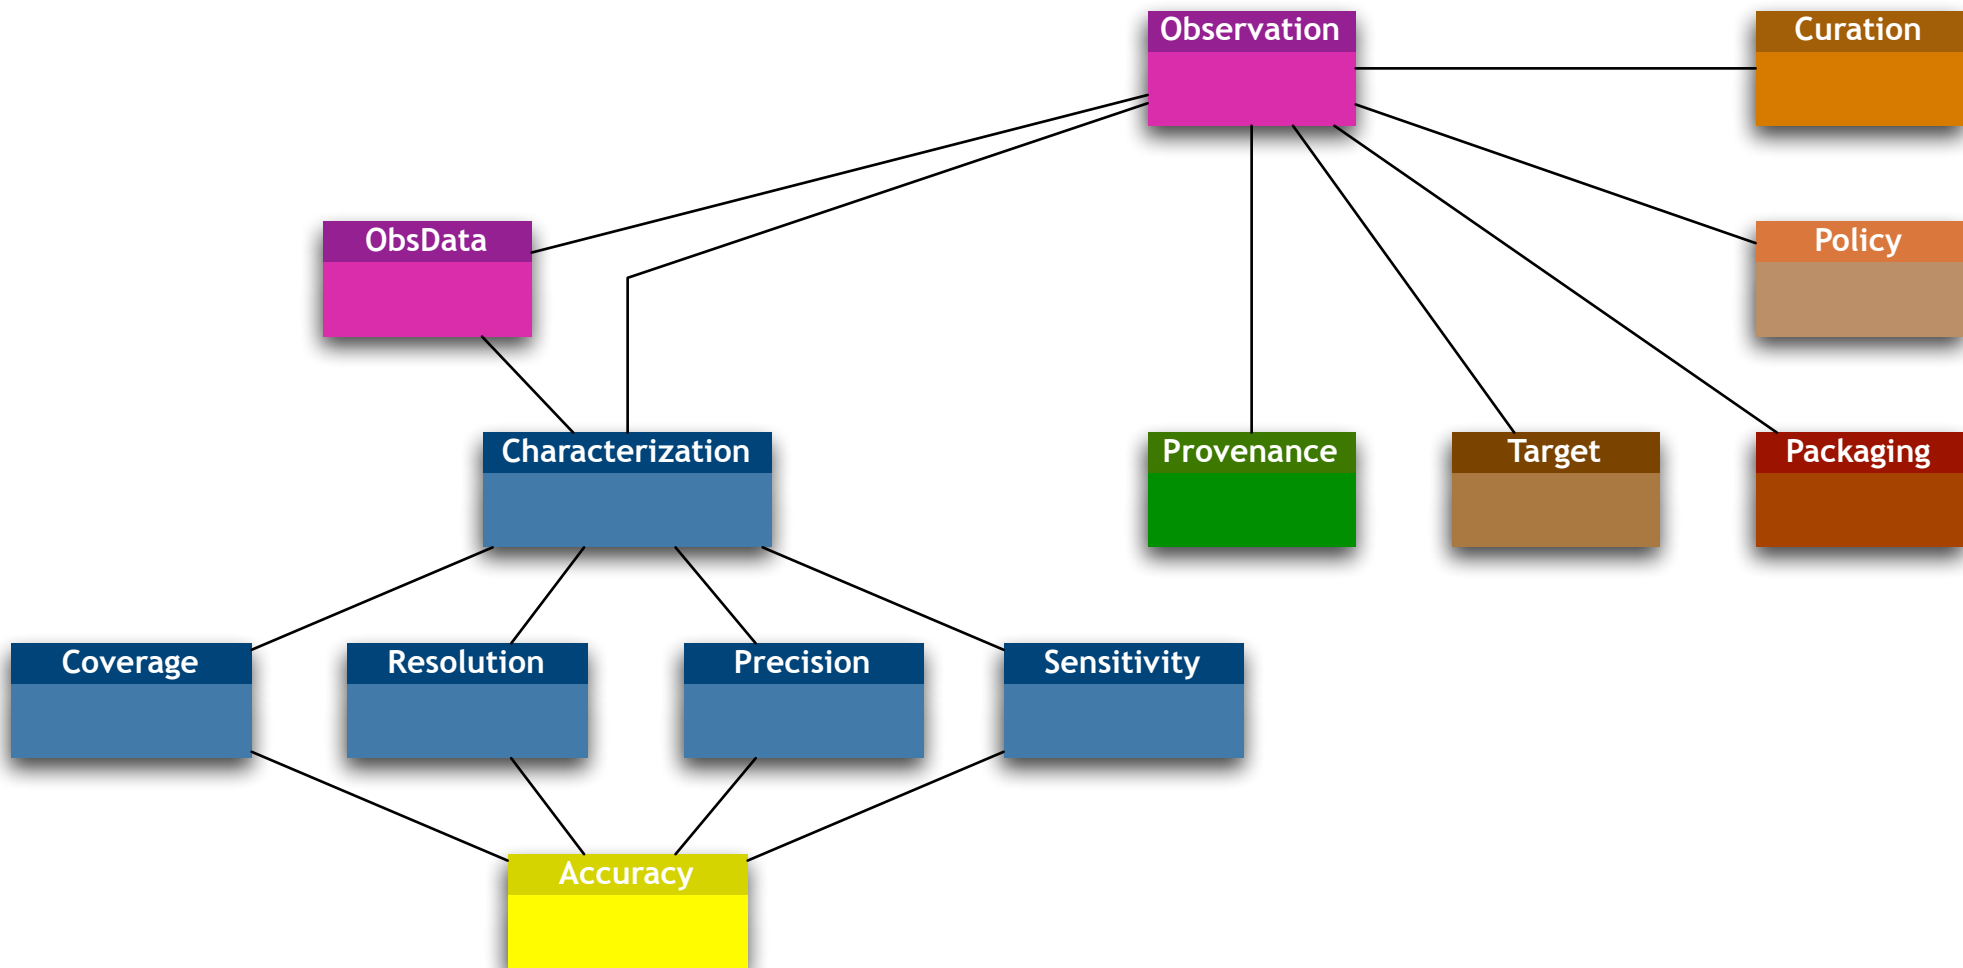 Observation
Curation
ObsData
Policy
Characterization
Provenance
Target
Packaging
Coverage
Resolution
Precision
Sensitivity
Accuracy